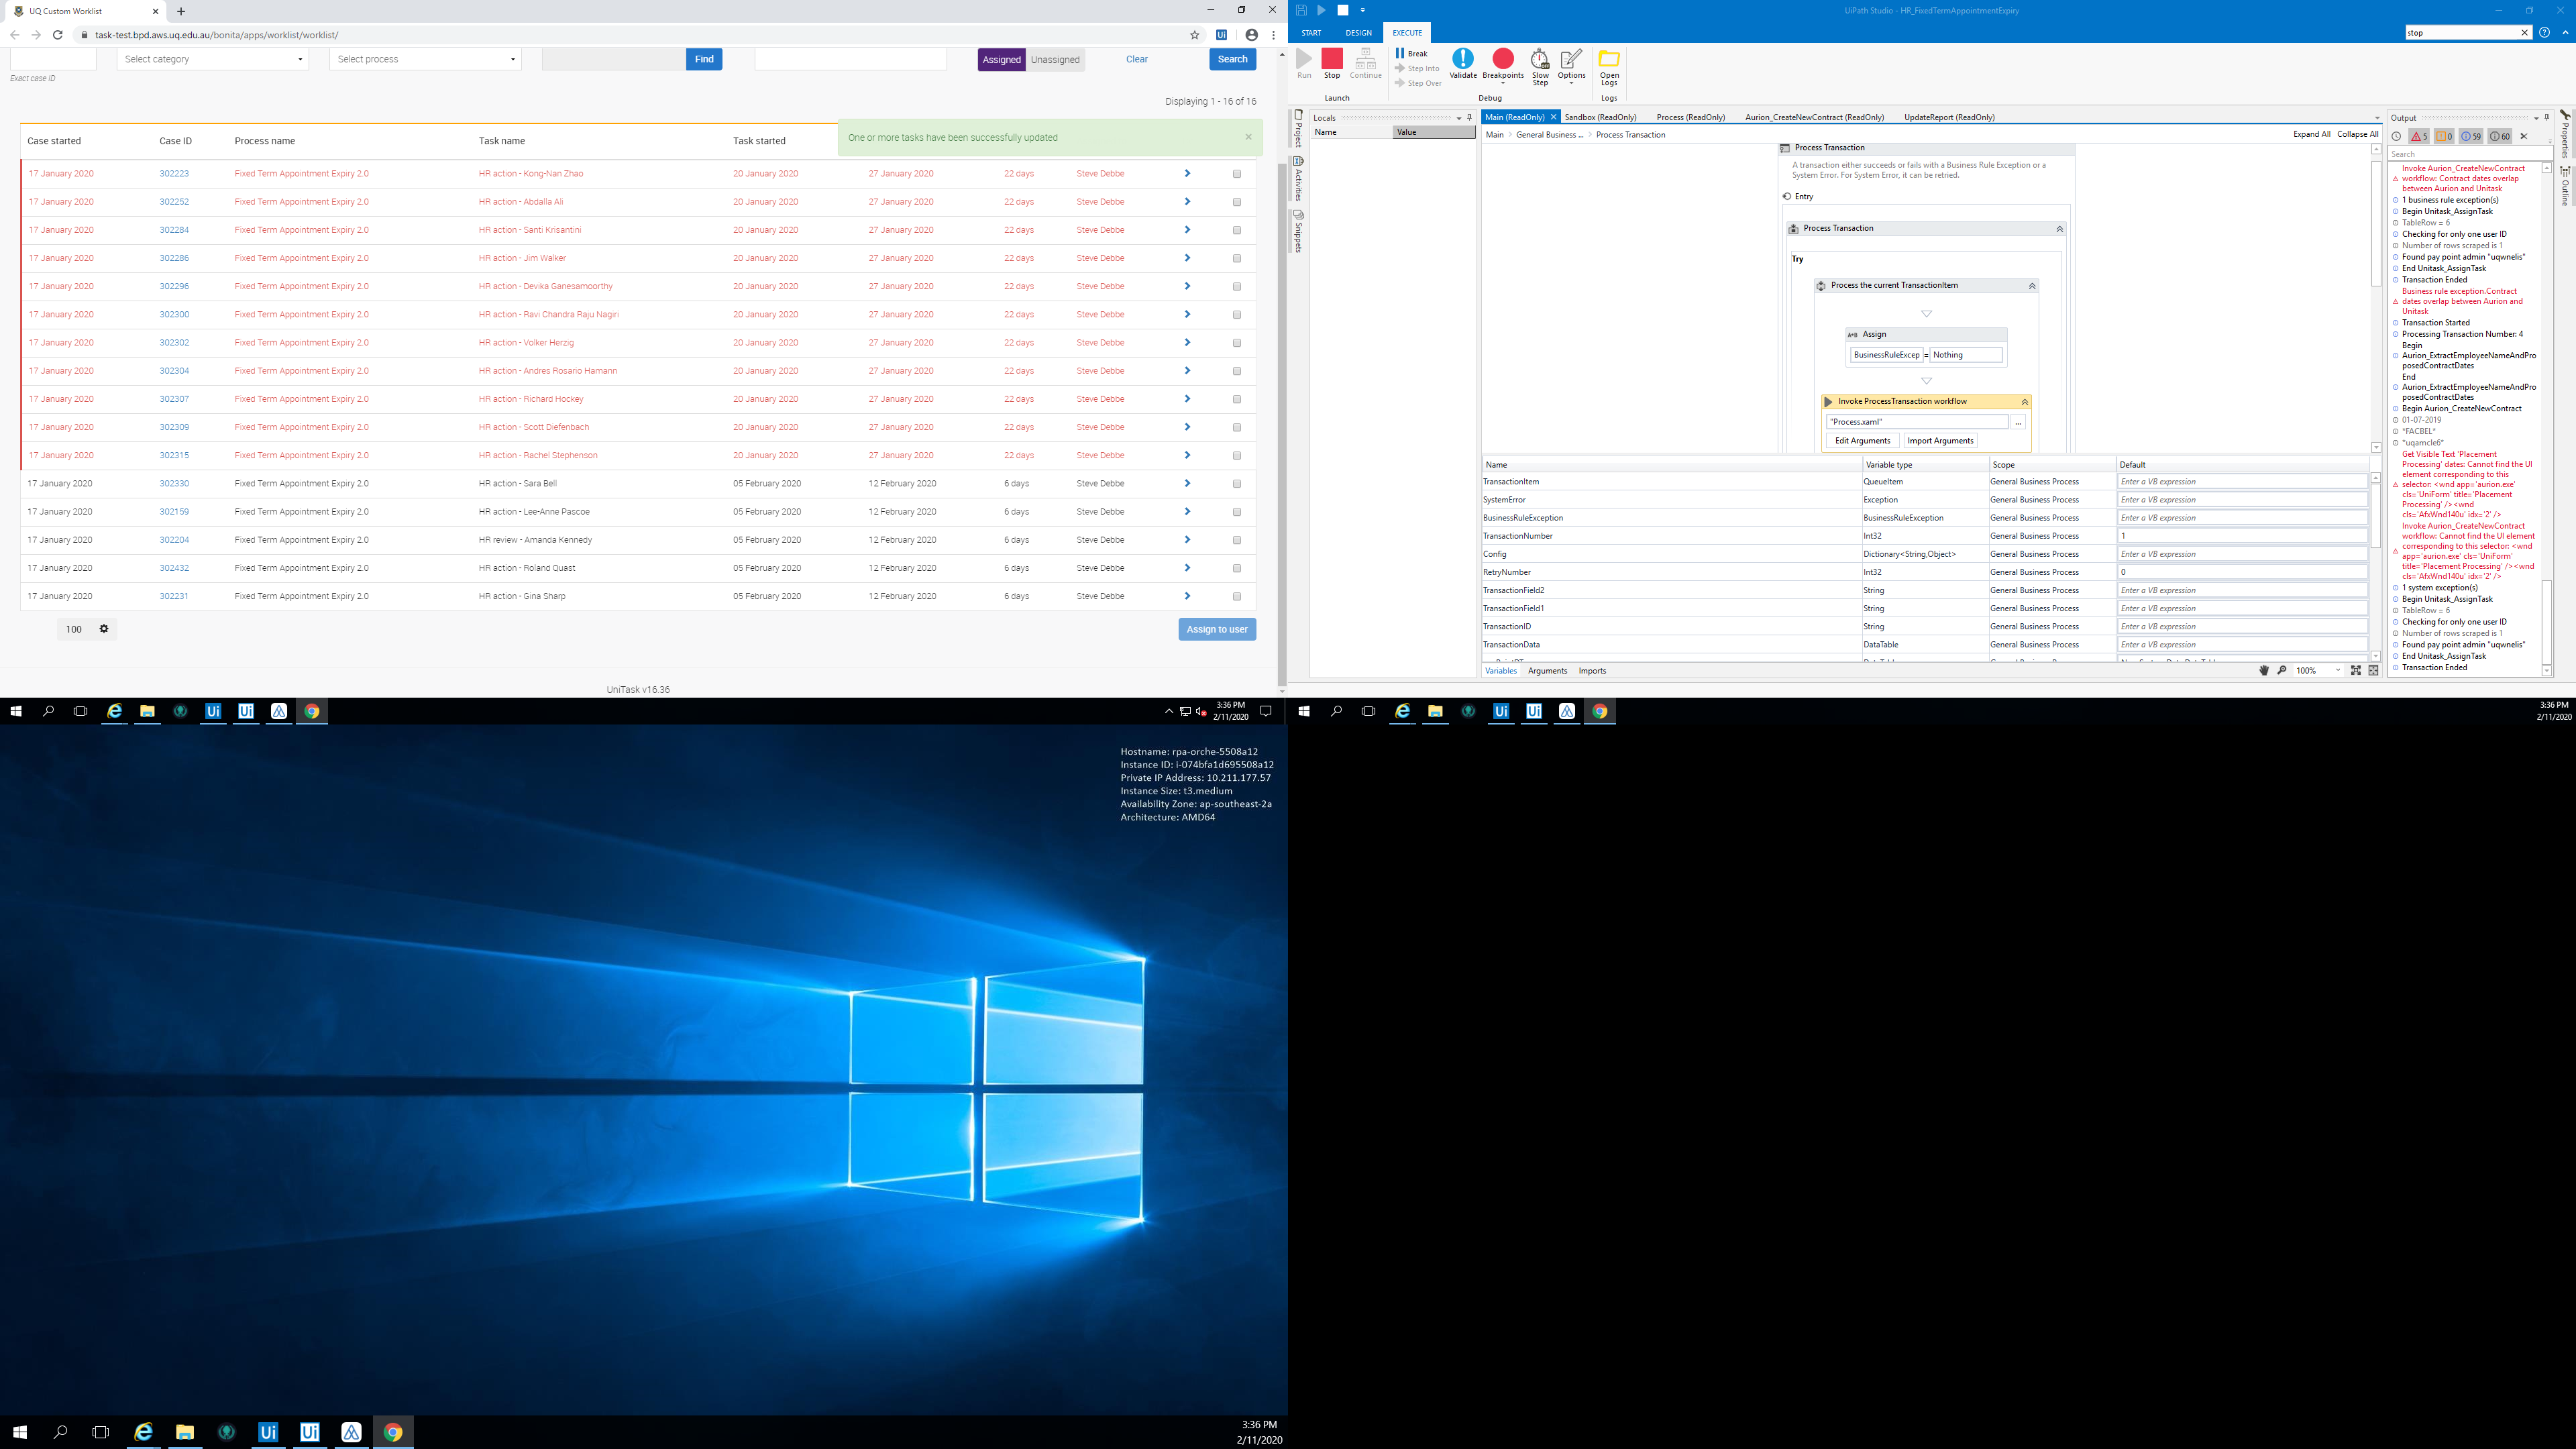 UQ Custom Worklist
task-test.bpd.aws.uq.edu.au/bonita/apps/worklist/worklist/
Select category
Select process
Find
Assigned
Unassigned
Clear
Search
Exact case ID
Displaying 1 - 16 of 16
One or more tasks have been successfully updated
Case started Case ID Process name Task name Task started
17 January 2020 302223 Fixed Term Appointment Expiry 2.0 HR action - Kong-Nan Zhao 20 January 2020 27 January 2020 22 days Steve Debbe
17 January 2020 302252 Fixed Term Appointment Expiry 2.0 HR action - Abdalla Ali 20 January 2020 27 January 2020 22 days Steve Debbe
17 January 2020 302284 Fixed Term Appointment Expiry 2.0 HR action - Santi Krisantini 20 January 2020 27 January 2020 22 days Steve Debbe
17 January 2020 302286 Fixed Term Appointment Expiry 2.0 HR action - Jim Walker 20 January 2020 27 January 2020 22 days Steve Debbe
17 January 2020 302296 Fixed Term Appointment Expiry 2.0 HR action - Devika Ganesamoorthy 20 January 2020 27 January 2020 22 days Steve Debbe
17 January 2020 302300 Fixed Term Appointment Expiry 2.0 HR action - Ravi Chandra Raju Nagiri 20 January 2020 27 January 2020 22 days Steve Debbe
17 January 2020 302302 Fixed Term Appointment Expiry 2.0 HR action - Volker Herzig 20 January 2020 27 January 2020 22 days Steve Debbe
17 January 2020 302304 Fixed Term Appointment Expiry 2.0 HR action - Andres Rosario Hamann 20 January 2020 27 January 2020 22 days Steve Debbe
17 January 2020 302307 Fixed Term Appointment Expiry 2.0 HR action - Richard Hockey 20 January 2020 27 January 2020 22 days Steve Debbe
17 January 2020 302309 Fixed Term Appointment Expiry 2.0 HR action - Scott Diefenbach 20 January 2020 27 January 2020 22 days Steve Debbe
17 January 2020 302315 Fixed Term Appointment Expiry 2.0 HR action - Rachel Stephenson 20 January 2020 27 January 2020 22 days Steve Debbe
17 January 2020 302330 Fixed Term Appointment Expiry 2.0 HR action - Sara Bell 05 February 2020 12 February 2020 6 days Steve Debbe
17 January 2020 302159 Fixed Term Appointment Expiry 2.0 HR action - Lee-Anne Pascoe 05 February 2020 12 February 2020 6 days Steve Debbe
17 January 2020 302204 Fixed Term Appointment Expiry 2.0 HR review - Amanda Kennedy 05 February 2020 12 February 2020 6 days Steve Debbe
17 January 2020 302432 Fixed Term Appointment Expiry 2.0 HR action - Roland Quast 05 February 2020 12 February 2020 6 days Steve Debbe
17 January 2020 302231 Fixed Term Appointment Expiry 2.0 HR action - Gina Sharp 05 February 2020 12 February 2020 6 days Steve Debbe
100
Assign to user
UniTask v16.36
3:36 PM
2/11/2020
UiPath Studio - HR_FixedTermAppointmentExpiry
START DESIGN EXECUTE
stop
Run Stop Continue
Break
Step Into
Step Over
Validate Breakpoints Slow Step Options
Open Logs
Launch Debug Logs
Project
Activities
Snippets
Locals
Name Value
Main (ReadOnly) Sandbox (ReadOnly) Process (ReadOnly) Aurion_CreateNewContract (ReadOnly) UpdateReport (ReadOnly)
Main General Business ... Process Transaction
Expand All Collapse All
Process Transaction
A transaction either succeeds or fails with a Business Rule Exception or a
System Error. For System Error, it can be retried.
Entry
Process Transaction
Try
Process the current TransactionItem
A+B Assign
BusinessRuleExcep = Nothing
Invoke ProcessTransaction workflow
"Process.xaml" ...
Edit Arguments Import Arguments
Name Variable type Scope Default
TransactionItem QueueItem General Business Process Enter a VB expression
SystemError Exception General Business Process Enter a VB expression
BusinessRuleException BusinessRuleException General Business Process Enter a VB expression
TransactionNumber Int32 General Business Process 1
Config Dictionary<String,Object> General Business Process Enter a VB expression
RetryNumber Int32 General Business Process 0
TransactionField2 String General Business Process Enter a VB expression
TransactionField1 String General Business Process Enter a VB expression
TransactionID String General Business Process Enter a VB expression
TransactionData DataTable General Business Process Enter a VB expression
Variables Arguments Imports
100%
Output
5 0 59 60
Search
Invoke Aurion_CreateNewContract
workflow: Contract dates overlap
between Aurion and Unitask
1 business rule exception(s)
Begin Unitask_AssignTask
TableRow = 6
Checking for only one user ID
Number of rows scraped is 1
Found pay point admin "uqwnelis"
End Unitask_AssignTask
Transaction Ended
Business rule exception.Contract
dates overlap between Aurion and
Unitask
Transaction Started
Processing Transaction Number: 4
Begin
Aurion_ExtractEmployeeNameAndPro
posedContractDates
End
Aurion_ExtractEmployeeNameAndPro
posedContractDates
Begin Aurion_CreateNewContract
01-07-2019
"FACBEL"
"uqamcle6"
Get Visible Text 'Placement
Processing' dates: Cannot find the UI
element corresponding to this
selector: <wnd app='aurion.exe'
cls='UniForm' title='Placement
Processing' /><wnd
cls='AfxWnd140u' idx='2' />
Invoke Aurion_CreateNewContract
workflow: Cannot find the UI element
corresponding to this selector: <wnd
app='aurion.exe' cls='UniForm'
title='Placement Processing' /><wnd
cls='AfxWnd140u' idx='2' />
1 system exception(s)
Begin Unitask_AssignTask
TableRow = 6
Checking for only one user ID
Number of rows scraped is 1
Found pay point admin "uqwnelis"
End Unitask_AssignTask
Transaction Ended
Properties
Outline
3:36 PM
2/11/2020
Hostname: rpa-orche-5508a12
Instance ID: i-074bfa1d695508a12
Private IP Address: 10.211.177.57
Instance Size: t3.medium
Availability Zone: ap-southeast-2a
Architecture: AMD64
3:36 PM
2/11/2020